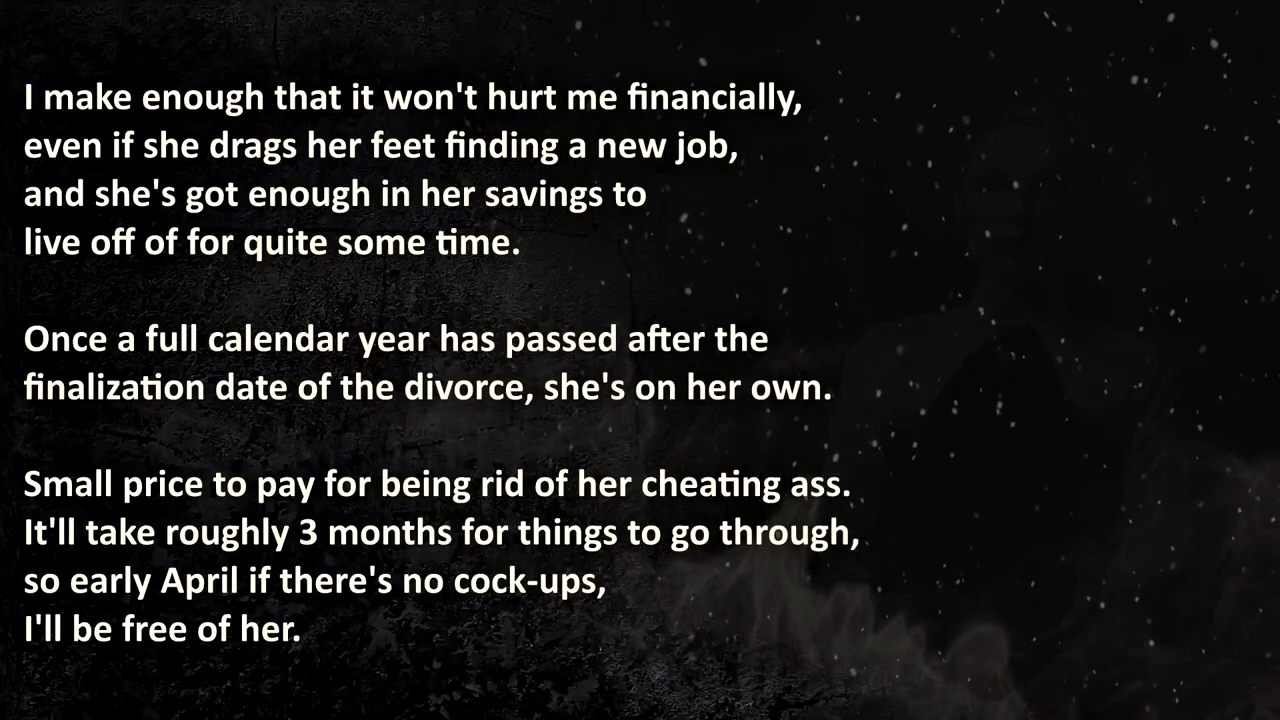 I make enough that it won't hurt me financially,
even if she drags her feet finding a new job,
and she's got enough in her savings to
live off of for quite some time.
Once a full calendar year has passed after the
finalization date of the divorce, she's on her own.
Small price to pay for being rid of her cheating ass.
It'll take roughly 3 months for things to go through,
so early April if there's no cock-ups,
I'll be free of her.